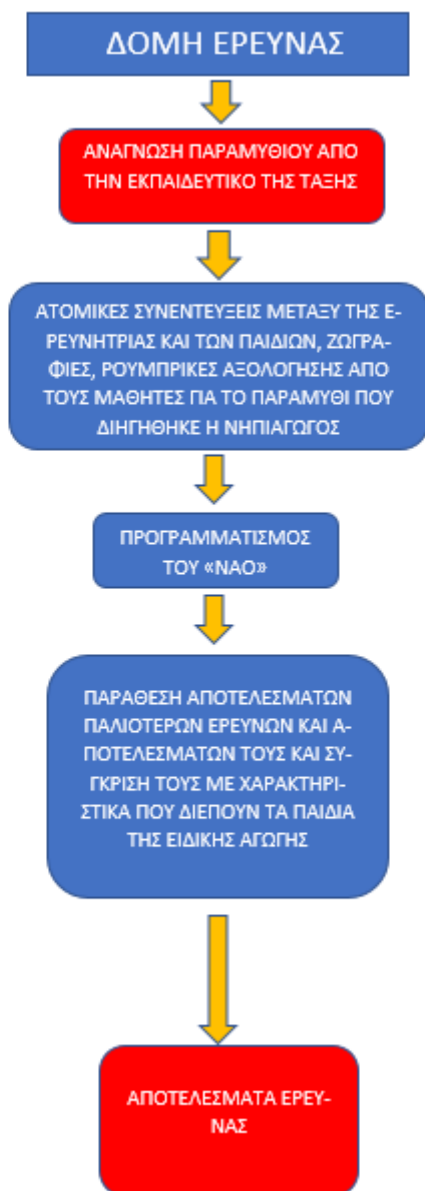 ΔΟΜΗ ΕΡΕΥΝΑΣ
ΑΝΑΓΝΩΣΗ ΠΑΡΑΜΥΘΙΟΥ ΑΠΟ
ΤΗΝ ΕΚΠΑΙΔΕΥΤΙΚΟ ΤΗΣ ΤΑΞΗΣ
ΑΤΟΜΙΚΕΣ ΣΥΝΕΝΤΕΥΞΕΙΣ ΜΕΤΑΞΥ ΤΗΣ Ε-
ΡΕΥΝΗΤΡΙΑΣ ΚΑΙ ΤΩΝ ΠΑΙΔΙΩΝ, ΖΩΓΡΑ-
ΦΙΕΣ, ΡΟΥΜΠΡΙΚΕΣ ΑΞΟΛΟΓΗΣΗΣ ΑΠΟ
ΤΟΥΣ ΜΑΘΗΤΕΣ ΓΙΑ ΤΟ ΠΑΡΑΜΥΘΙ ΠΟΥ
ΔΙΗΓΗΘΗΚΕ Η ΝΗΠΙΑΓΩΓΟΣ
ΠΡΟΓΡΑΜΜΑΤΙΣΜΟΣ
ΤΟΥ «ΝΑΟ»
ΠΑΡΑΘΕΣΗ ΑΠΟΤΕΛΕΣΜΑΤΩΝ
ΠΑΛΙΟΤΕΡΩΝ ΕΡΕΥΝΩΝ ΚΑΙ Α-
ΠΟΤΕΛΕΣΜΑΤΩΝ ΤΟΥΣ ΚΑΙ ΣΥ-
ΓΚΡΙΣΗ ΤΟΥΣ ΜΕ ΧΑΡΑΚΤΗΡΙ-
ΣΤΙΚΑ ΠΟΥ ΔΙΕΠΟΥΝ ΤΑ ΠΑΙΔΙΑ
ΤΗΣ ΕΙΔΙΚΗΣ ΑΓΩΓΗΣ
ΑΠΟΤΕΛΕΣΜΑΤΑ ΕΡΕΥ-
ΝΑΣ